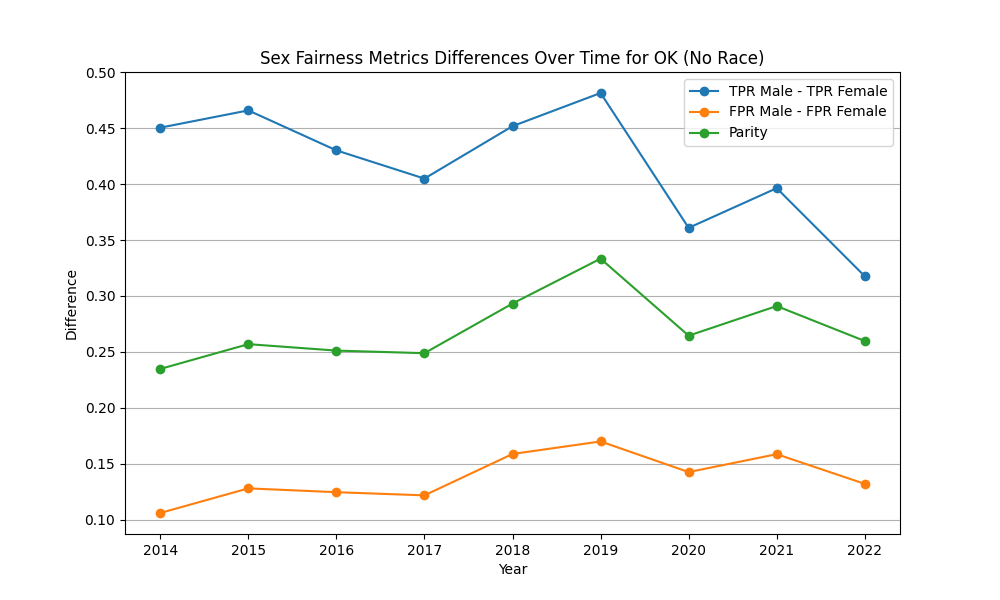 Sex Fairness Metrics Differences Over Time for OK (No Race)
TPR Male - TPR Female
FPR Male - FPR Female
Parity
0.50
0.45
0.40
0.35
0.30
0.25
0.20
0.15
0.10
Difference
2014 2015 2016 2017 2018 2019 2020 2021 2022
Year